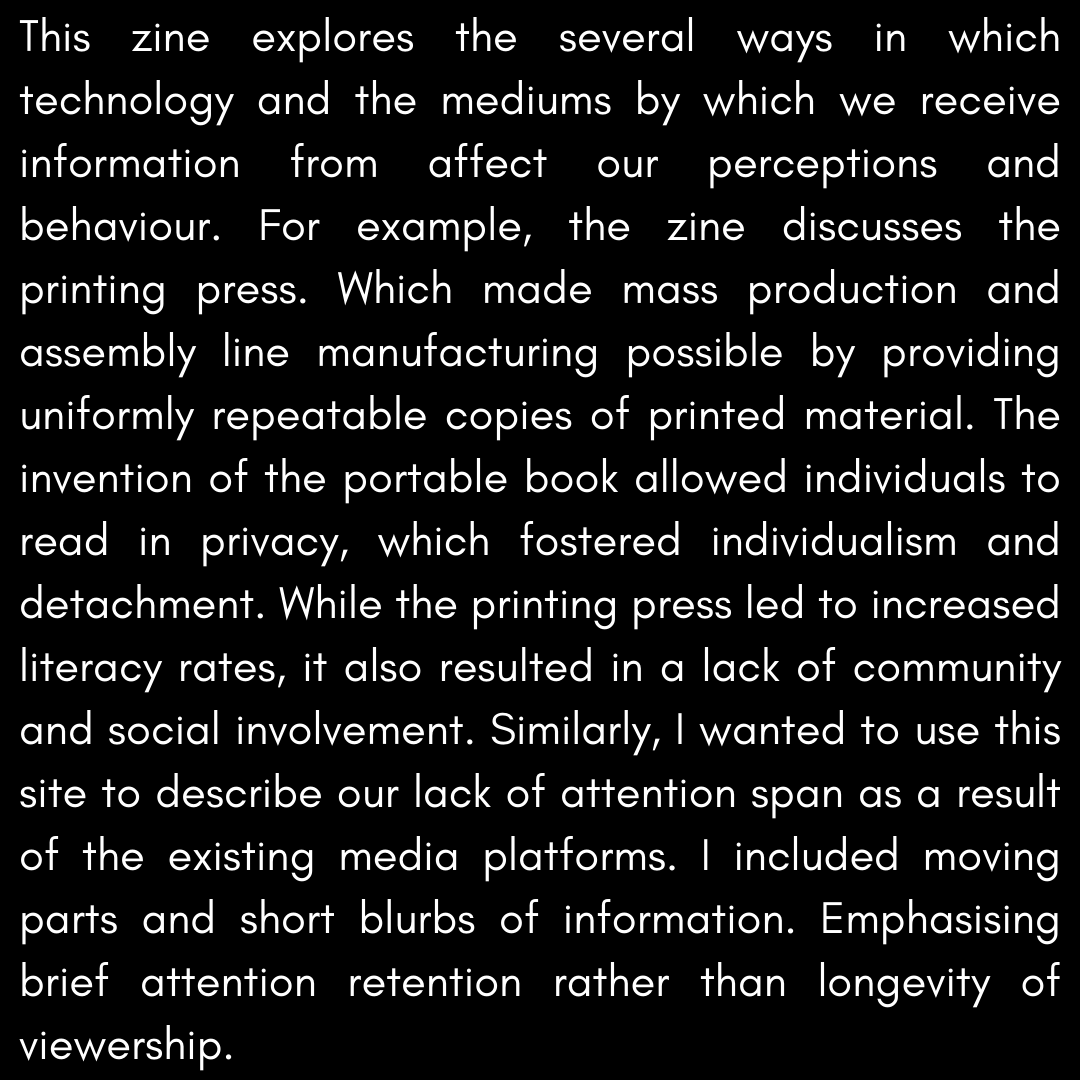 This zine explores the several ways in which
technology and the mediums by which we receive
information from affect our perceptions and
behaviour. For example, the zine discusses the
printing press. Which made mass production and
assembly line manufacturing possible by providing
uniformly repeatable copies of printed material. The
invention of the portable book allowed individuals to
read in privacy, which fostered individualism and
detachment. While the printing press led to increased
literacy rates, it also resulted in a lack of community
and social involvement. Similarly, I wanted to use this
site to describe our lack of attention span as a result
of the existing media platforms. I included moving
parts and short blurbs of information. Emphasising
brief attention retention rather than longevity of
viewership.